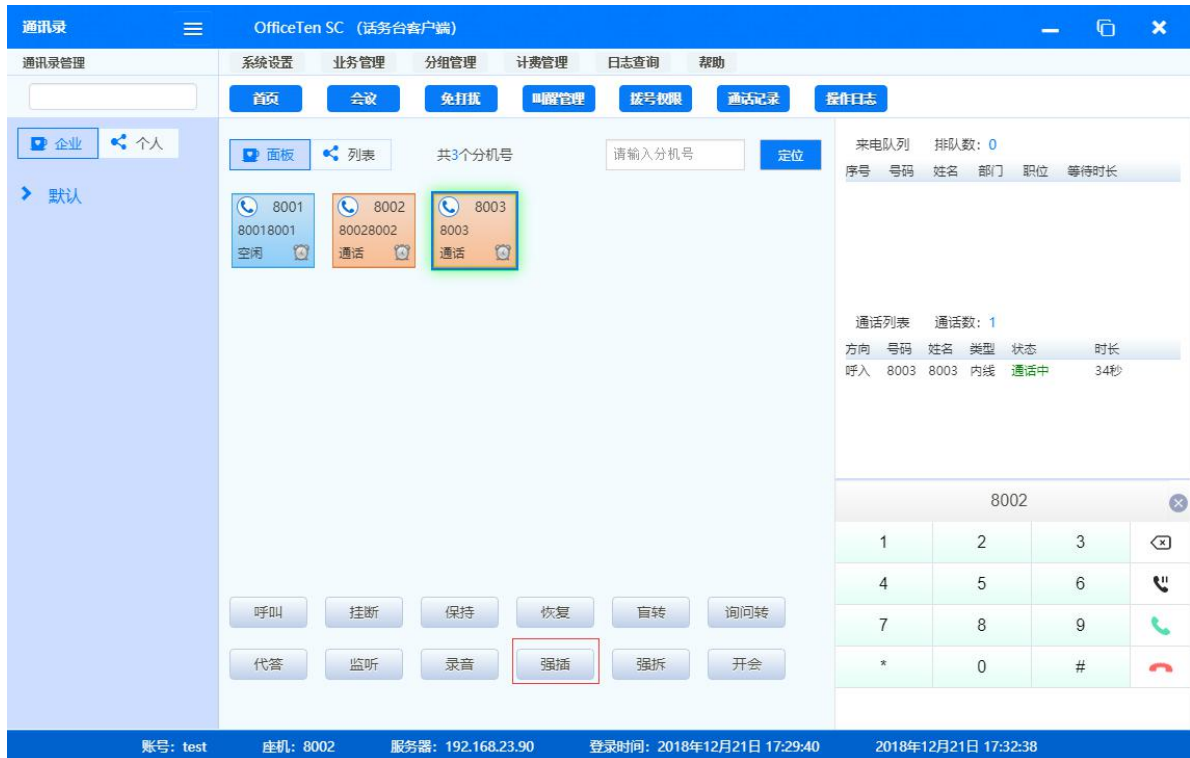 通讯录
OfficeTen SC （话务台客户端）
通讯录管理
系统设置 业务管理 分组管理 计费管理 日志查询 帮助
首页 会议 免打扰 叫醒管理 拨号权限 通话记录 操作日志
企业 个人
默认
面板 列表 共3个分机号 请输入分机号 定位
8001
80018001
空闲
8002
80028002
通话
8003
8003
通话
呼叫 挂断 保持 恢复 盲转 询问转
代答 监听 录音 强插 强拆 开会
来电队列 排队数：0
序号 号码 姓名 部门 职位 等待时长
通话列表 通话数：1
方向 号码 姓名 类型 状态 时长
呼入 8003 8003 内线 通话中 34秒
8002
1 2 3
4 5 6
7 8 9
* 0 #
账号：test 座机：8002 服务器：192.168.23.90 登录时间：2018年12月21日 17:29:40 2018年12月21日 17:32:38